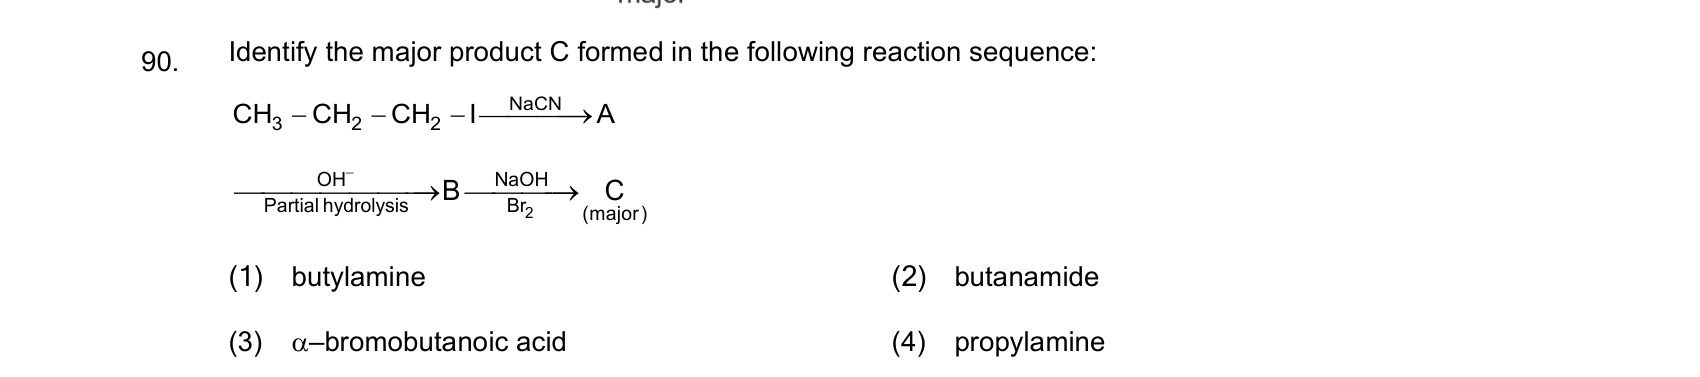 90. Identify the major product C formed in the following reaction sequence:
CH₃ – CH₂ – CH₂ – I —NaCN→ A
—OH⁻ / Partial hydrolysis→ B —NaOH / Br₂→ C (major)
(1) butylamine (2) butanamide
(3) α–bromobutanoic acid (4) propylamine